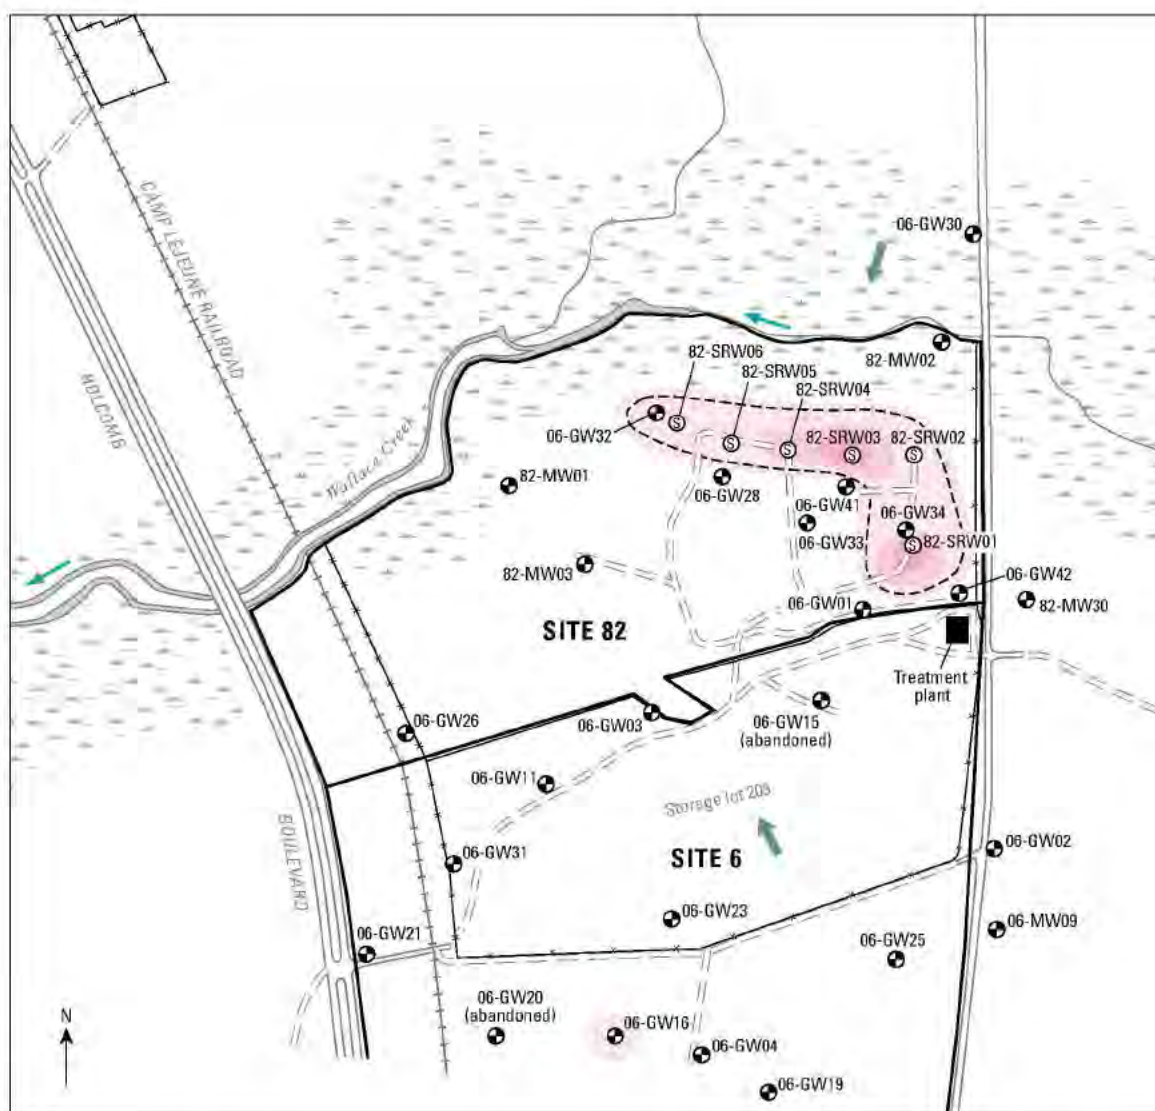 CAMP LEJEUNE RAILROAD
HOLCOMB
06-GW30
82-MW02
82-SRW06
82-SRW05
82-SRW04
82-SRW03
82-SRW02
S
S
S
S
S
06-GW32
Wallace Creek
82-MW01
06-GW28
06-GW41
06-GW34
06-GW33
82-SRW01
S
82-MW03
06-GW42
06-GW01
82-MW30
SITE 82
Treatment
plant
06-GW26
06-GW03
06-GW15
(abandoned)
06-GW11
Storage lot 203
BOULEVARD
06-GW31
SITE 6
06-GW02
06-GW23
06-MW09
06-GW21
06-GW25
06-GW20
(abandoned)
06-GW16
N
06-GW04
06-GW19